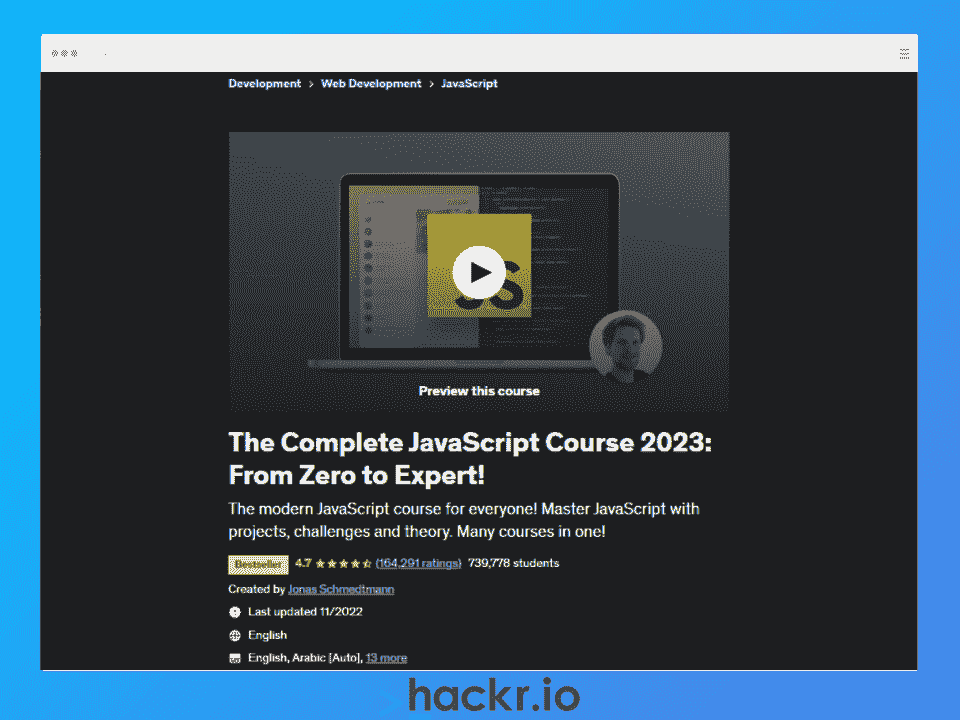 Development > Web Development > JavaScript
JS
Preview this course
The Complete JavaScript Course 2023:
From Zero to Expert!
The modern JavaScript course for everyone! Master JavaScript with
projects, challenges and theory. Many courses in one!
Bestseller 4.7 (164,291 ratings) 739,778 students
Created by Jonas Schmedtmann
Last updated 11/2022
English
English, Arabic [Auto], 13 more
hackr.io